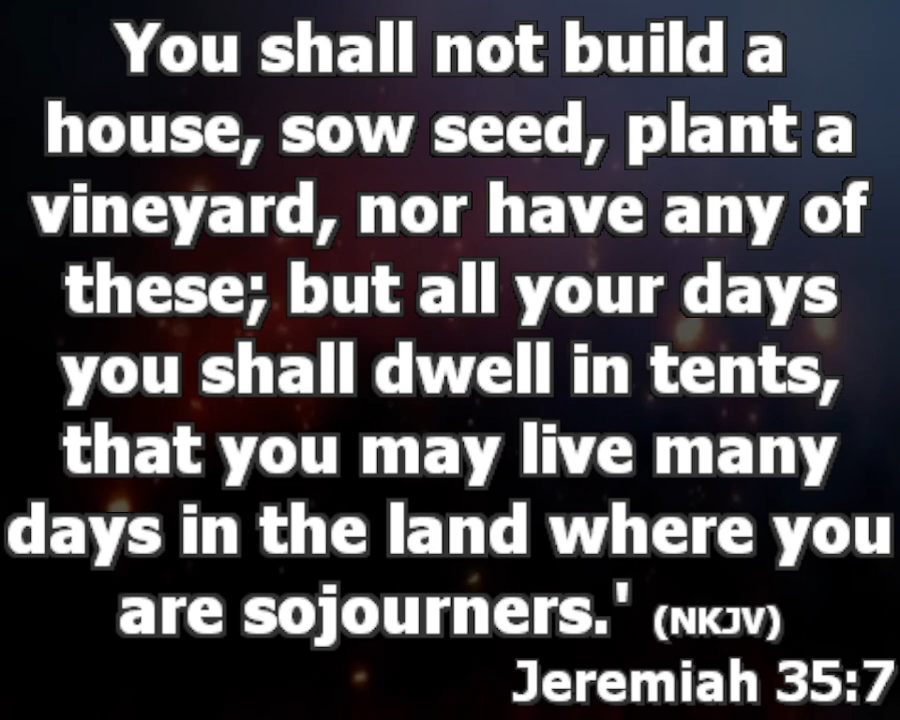 You shall not build a
house, sow seed, plant a
vineyard, nor have any of
these; but all your days
you shall dwell in tents,
that you may live many
days in the land where you
are sojourners.' (NKJV)
Jeremiah 35:7